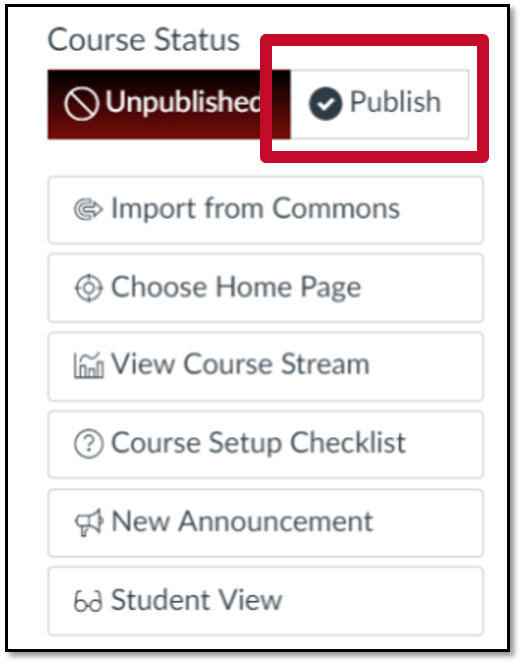 Course Status
Unpublished Publish
Import from Commons
Choose Home Page
View Course Stream
Course Setup Checklist
New Announcement
Student View